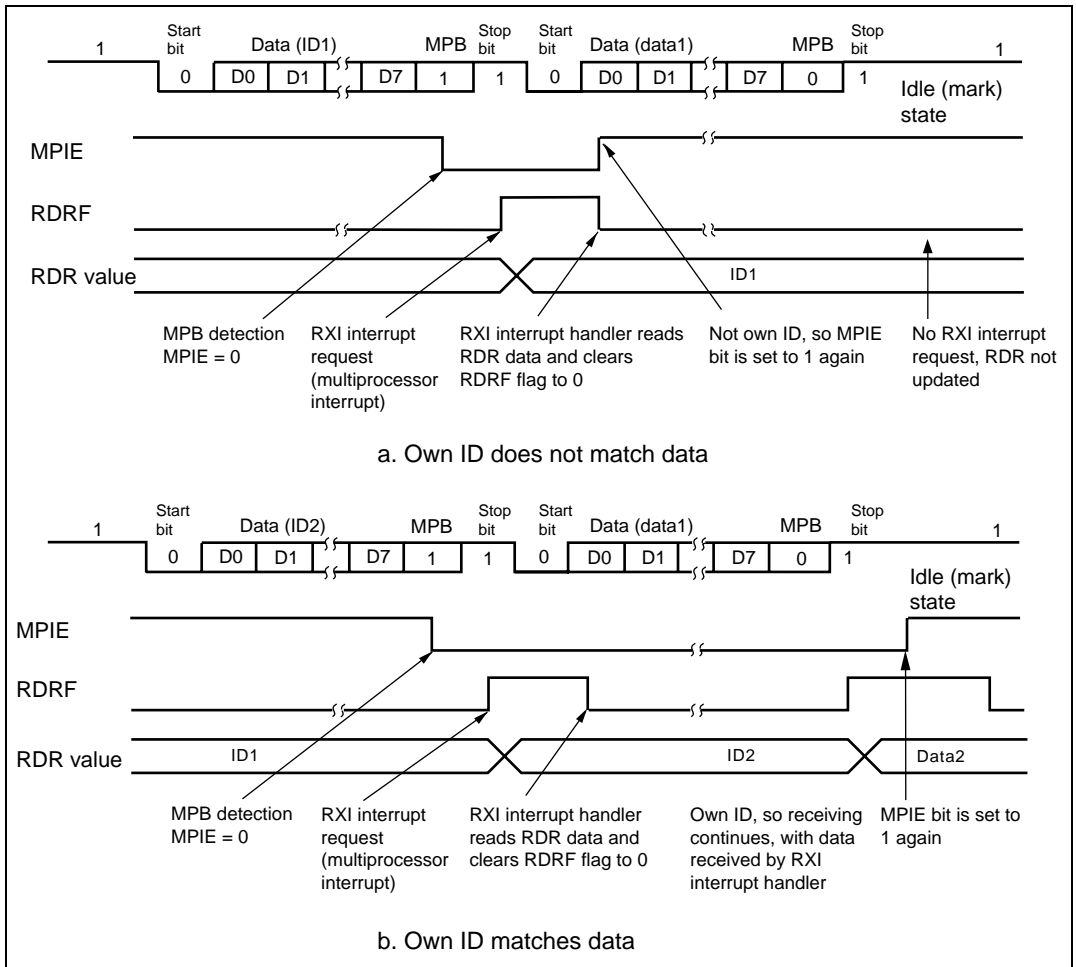 1
Start bit
Data (ID1)
MPB
Stop bit
Start bit
Data (data1)
MPB
Stop bit
1
0 D0 D1 D7 1 1 0 D0 D1 D7 0 1
Idle (mark) state
MPIE
RDRF
RDR value
ID1
MPB detection
MPIE = 0
RXI interrupt
request
(multiprocessor
interrupt)
RXI interrupt handler reads
RDR data and clears
RDRF flag to 0
Not own ID, so MPIE
bit is set to 1 again
No RXI interrupt
request, RDR not
updated
a. Own ID does not match data
1
Start bit
Data (ID2)
MPB
Stop bit
Start bit
Data (data1)
MPB
Stop bit
1
0 D0 D1 D7 1 1 0 D0 D1 D7 0 1
Idle (mark) state
MPIE
RDRF
RDR value
ID1
ID2
Data2
MPB detection
MPIE = 0
RXI interrupt
request
(multiprocessor
interrupt)
RXI interrupt handler
reads RDR data and
clears RDRF flag to 0
Own ID, so receiving
continues, with data
received by RXI
interrupt handler
MPIE bit is set to
1 again
b. Own ID matches data